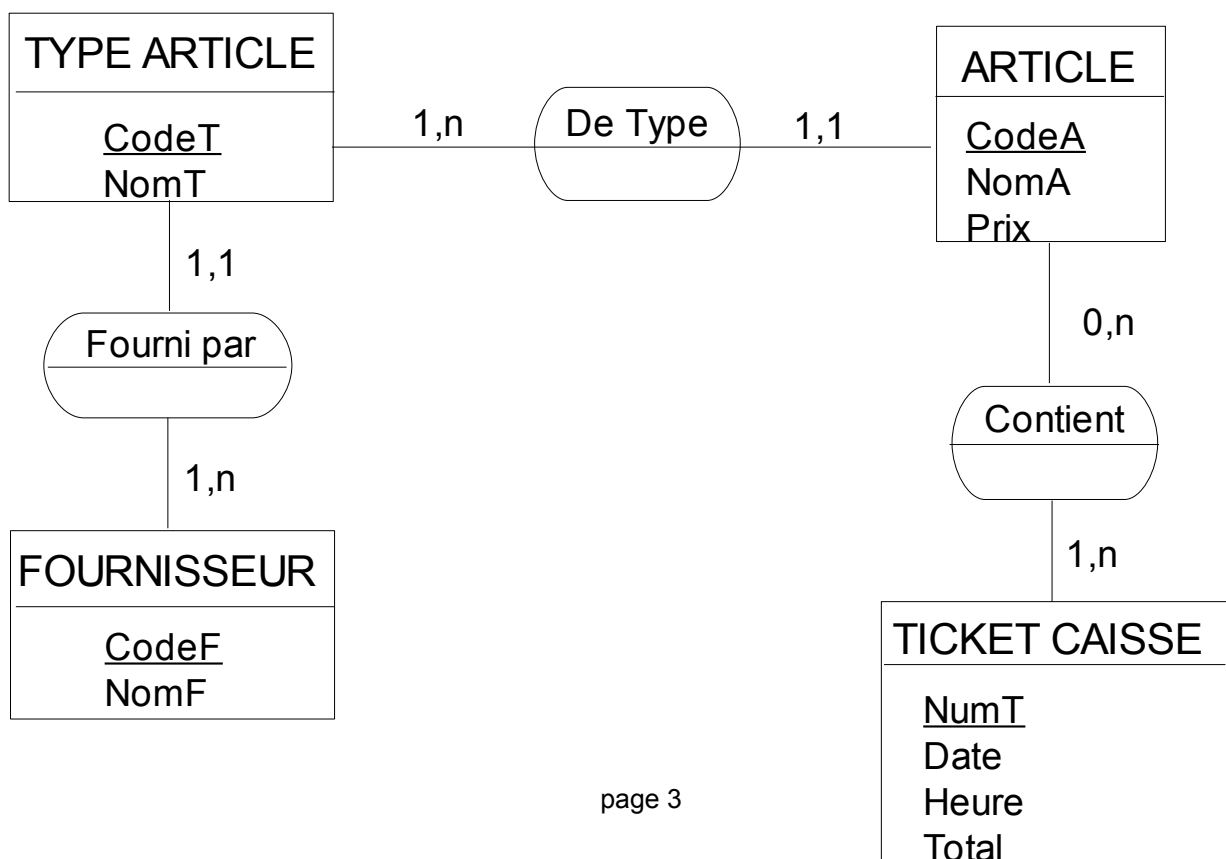 TYPE ARTICLE
CodeT
NomT
1,n
De Type
1,1
ARTICLE
CodeA
NomA
Prix
1,1
Fourni par
1,n
FOURNISSEUR
CodeF
NomF
0,n
Contient
1,n
TICKET CAISSE
NumT
Date
Heure
Total
page 3